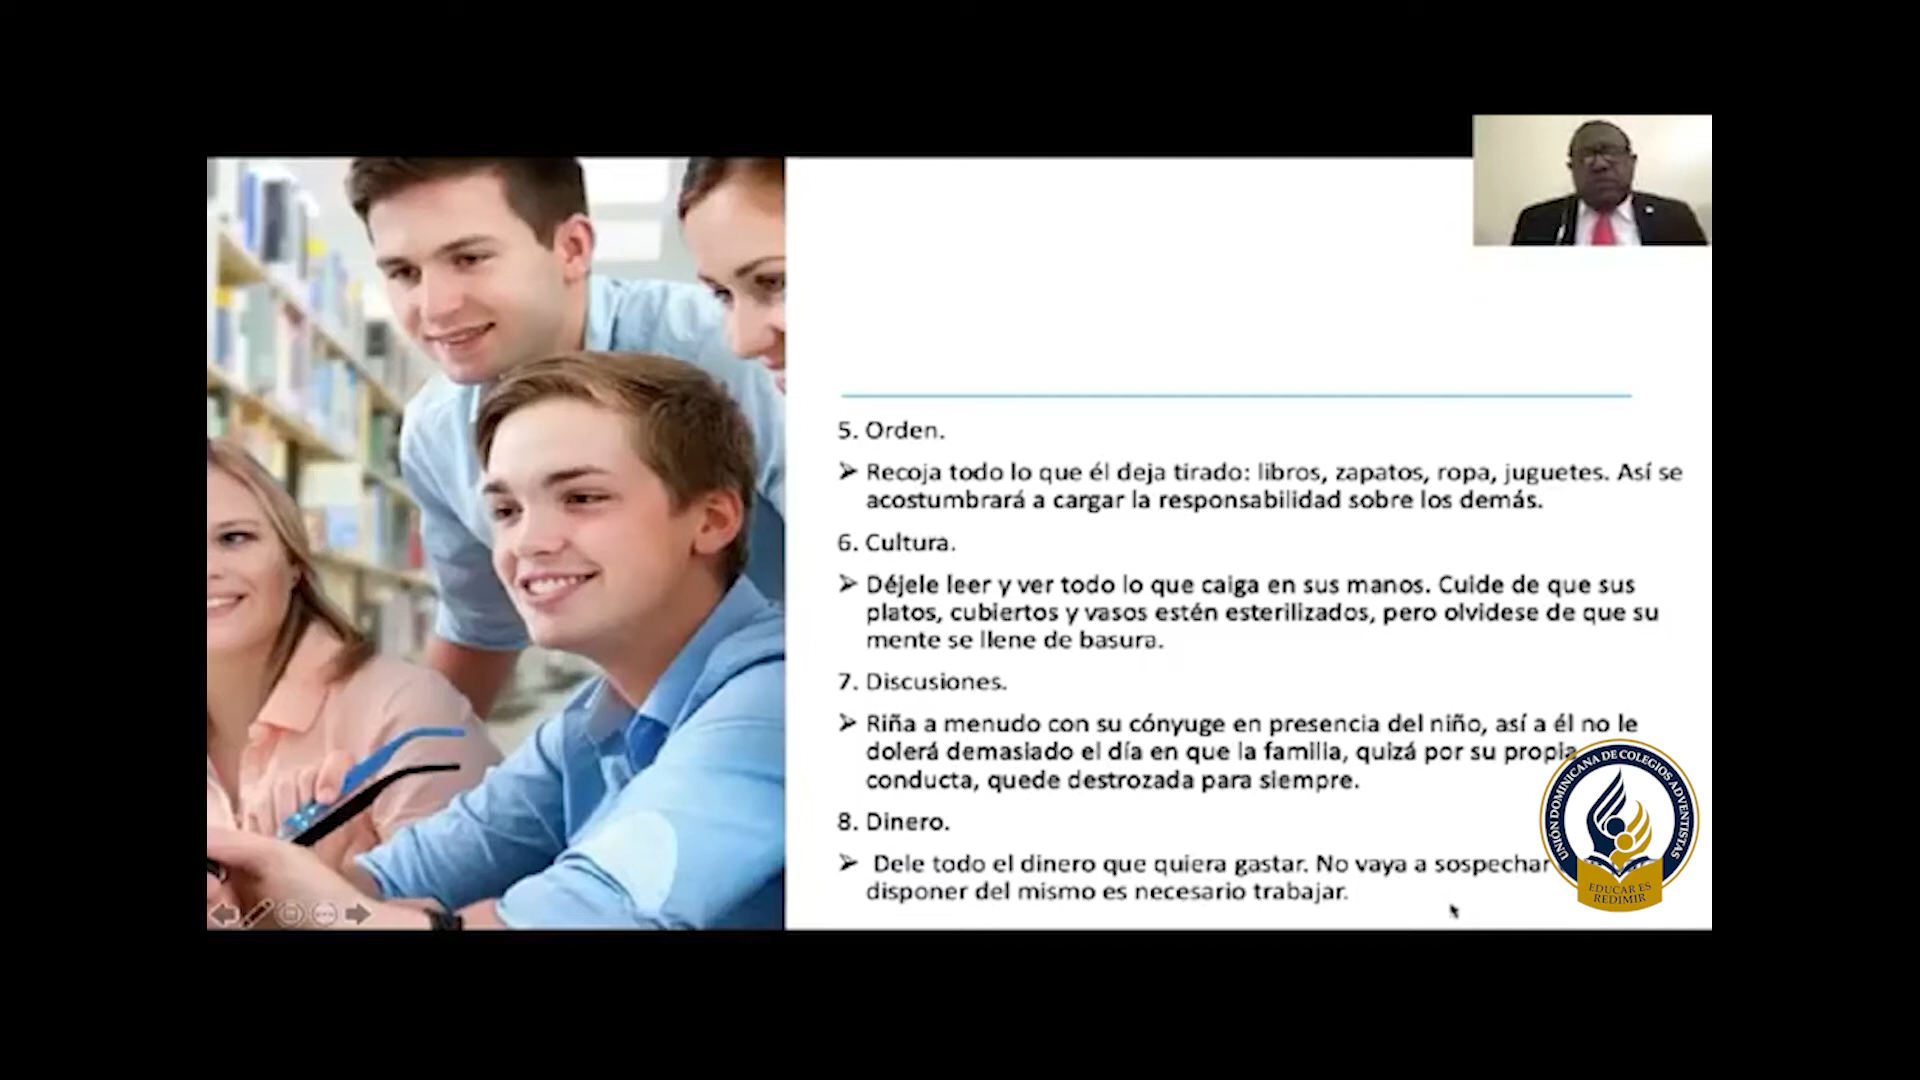 5. Orden.
➢ Recoja todo lo que él deja tirado: libros, zapatos, ropa, juguetes. Así se
acostumbrará a cargar la responsabilidad sobre los demás.
6. Cultura.
➢ Déjele leer y ver todo lo que caiga en sus manos. Cuide de que sus
platos, cubiertos y vasos estén esterilizados, pero olvidese de que su
mente se llene de basura.
7. Discusiones.
➢ Riña a menudo con su cónyuge en presencia del niño, así a él no le
dolerá demasiado el día en que la familia, quizá por su propia
conducta, quede destrozada para siempre.
8. Dinero.
➢ Dele todo el dinero que quiera gastar. No vaya a sospechar
disponer del mismo es necesario trabajar.
UNIÓN DOMINICANA DE COLEGIOS ADVENTISTAS
EDUCAR ES
REDIMIR